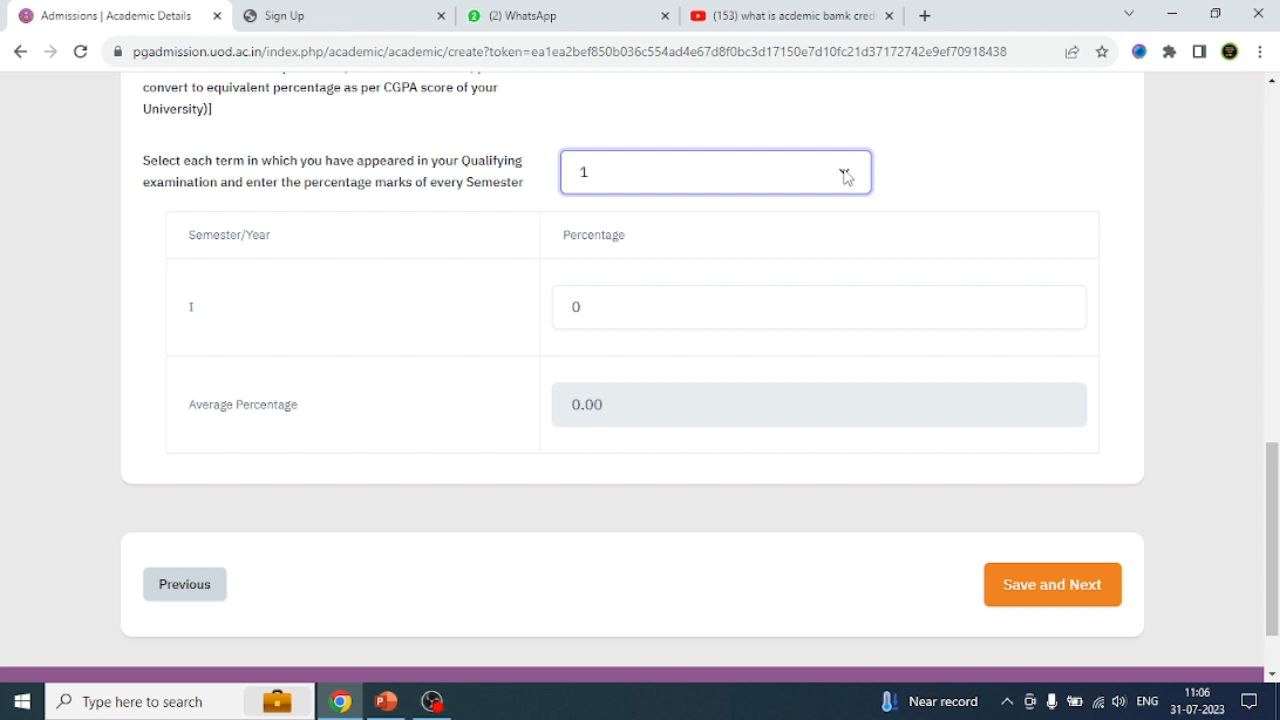 Admissions | Academic Details
Sign Up
(2) WhatsApp
(153) what is acdemic bamk cred
pgadmission.uod.ac.in/index.php/academic/academic/create?token=ea1ea2bef850b036c554ad4e67d8f0bc3d17150e7010fc21d37172742e9ef70918438
convert to equivalent percentage as per CGPA score of your
University)]
Select each term in which you have appeared in your Qualifying
examination and enter the percentage marks of every Semester
1
Semester/Year
Percentage
I
0
Average Percentage
0.00
Previous
Save and Next
Type here to search
Near record
ENG
11:06
31-07-2023